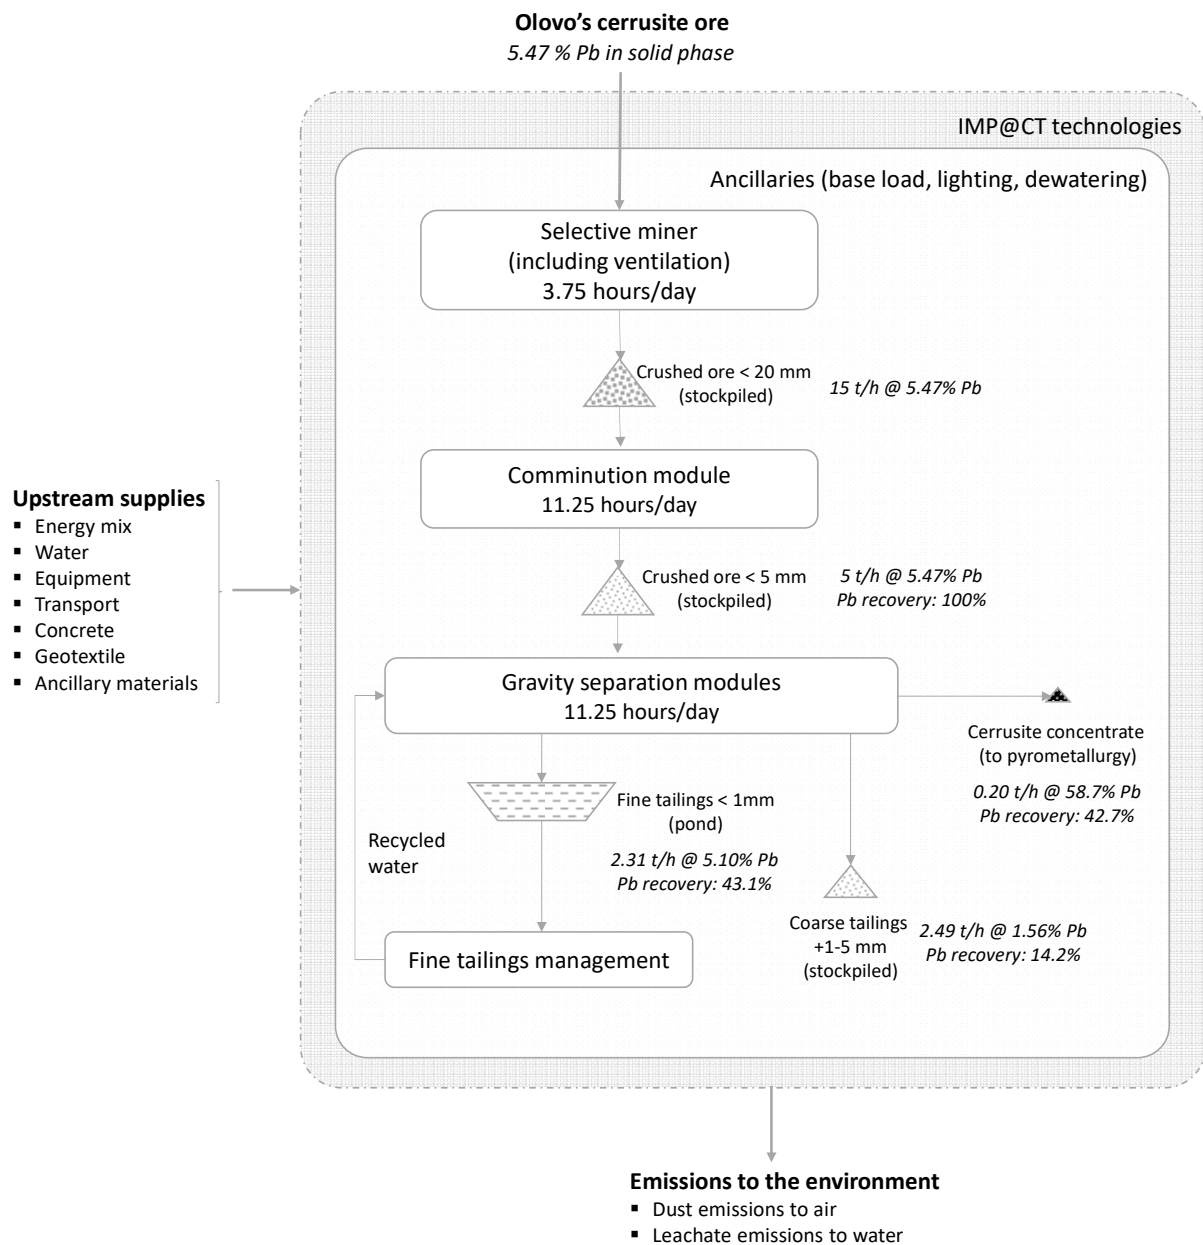 Olovo's cerrusite ore
5.47 % Pb in solid phase
IMP@CT technologies
Ancillaries (base load, lighting, dewatering)
Selective miner
(including ventilation)
3.75 hours/day
Crushed ore < 20 mm
(stockpiled)
15 t/h @ 5.47% Pb
Comminution module
11.25 hours/day
Upstream supplies
▪ Energy mix
▪ Water
▪ Equipment
▪ Transport
▪ Concrete
▪ Geotextile
▪ Ancillary materials
Crushed ore < 5 mm
(stockpiled)
5 t/h @ 5.47% Pb
Pb recovery: 100%
Gravity separation modules
11.25 hours/day
Cerrusite concentrate
(to pyrometallurgy)
0.20 t/h @ 58.7% Pb
Pb recovery: 42.7%
Fine tailings < 1mm
(pond)
2.31 t/h @ 5.10% Pb
Pb recovery: 43.1%
Recycled
water
Coarse tailings
+1-5 mm
(stockpiled)
2.49 t/h @ 1.56% Pb
Pb recovery: 14.2%
Fine tailings management
Emissions to the environment
▪ Dust emissions to air
▪ Leachate emissions to water